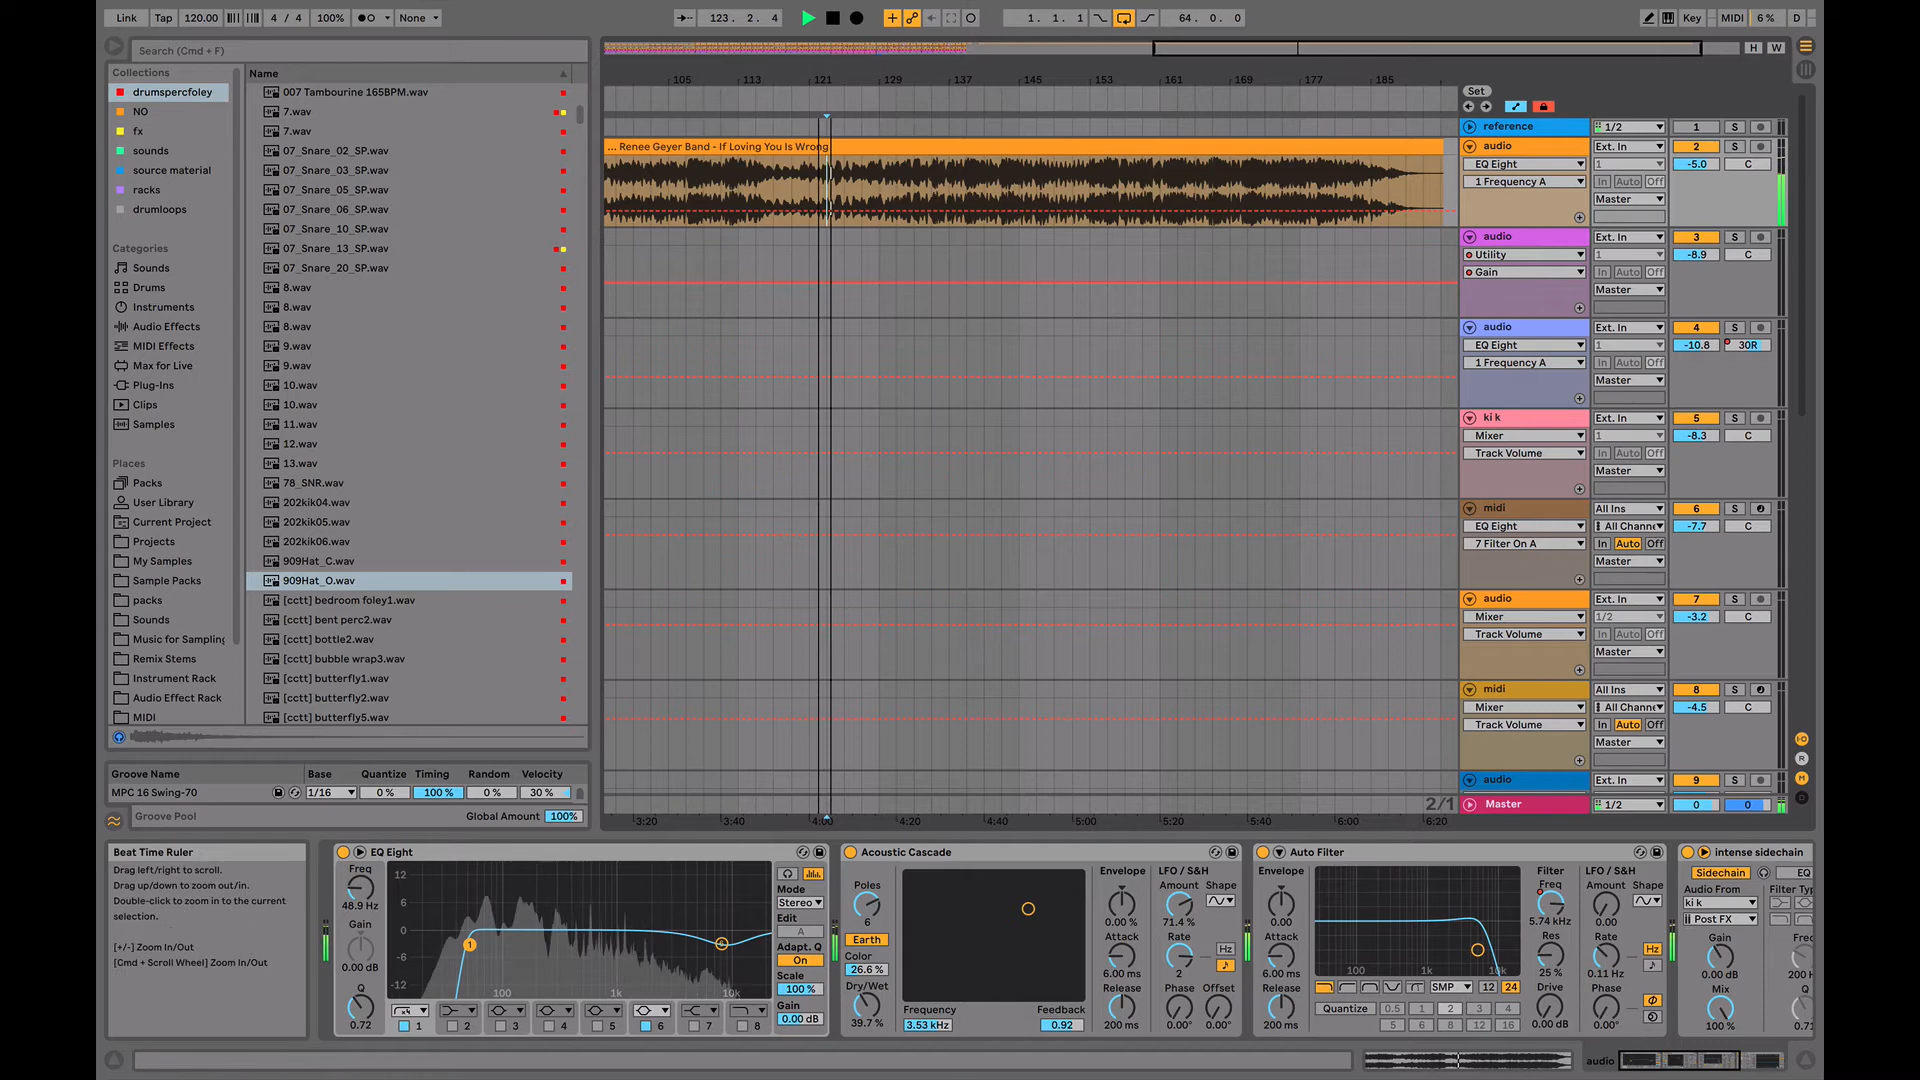 Link Tap 120.00 4 / 4 100% None 123. 2. 4 1. 1. 1 64. 0. 0 Key MIDI 6 % D
Search (Cmd + F)
H W
Collections
drumspercfoley
NO
fx
sounds
source material
racks
drumloops
Categories
Sounds
Drums
Instruments
Audio Effects
MIDI Effects
Max for Live
Plug-Ins
Clips
Samples
Places
Packs
User Library
Current Project
Projects
My Samples
Sample Packs
packs
Sounds
Music for Sampling
Remix Stems
Instrument Rack
Audio Effect Rack
MIDI
Name
007 Tambourine 165BPM.wav
7.wav
7.wav
07_Snare_02_SP.wav
07_Snare_03_SP.wav
07_Snare_05_SP.wav
07_Snare_06_SP.wav
07_Snare_10_SP.wav
07_Snare_13_SP.wav
07_Snare_20_SP.wav
8.wav
8.wav
8.wav
9.wav
9.wav
10.wav
10.wav
11.wav
12.wav
13.wav
78_SNR.wav
202kik04.wav
202kik05.wav
202kik06.wav
909Hat_C.wav
909Hat_O.wav
[cctt] bedroom foley1.wav
[cctt] bent perc2.wav
[cctt] bottle2.wav
[cctt] bubble wrap3.wav
[cctt] butterfly1.wav
[cctt] butterfly2.wav
[cctt] butterfly5.wav
Groove Name Base Quantize Timing Random Velocity
MPC 16 Swing-70 1/16 0 % 100 % 0 % 30 %
Groove Pool Global Amount 100%
105 113 121 129 137 145 153 161 169 177 185
Set
... Renee Geyer Band - If Loving You Is Wrong
2/1
3:20 3:40 4:00 4:20 4:40 5:00 5:20 5:40 6:00 6:20
reference 1/2 1 S
audio Ext. In 2 S
EQ Eight 1 -5.0 C
1 Frequency A In Auto Off
Master
audio Ext. In 3 S
Utility 1 -8.9 C
Gain In Auto Off
Master
audio Ext. In 4 S
EQ Eight 1 -10.8 30R
1 Frequency A In Auto Off
Master
ki k Ext. In 5 S
Mixer 1 -8.3 C
Track Volume In Auto Off
Master
midi All Ins 6 S
EQ Eight All Channe -7.7 C
7 Filter On A In Auto Off
Master
audio Ext. In 7 S
Mixer 1/2 -3.2 C
Track Volume In Auto Off
Master
midi All Ins 8 S
Mixer All Channe -4.5 C
Track Volume In Auto Off
Master
audio Ext. In 9 S
Master 1/2 0 0
I·O
R
M
D
Beat Time Ruler
Drag left/right to scroll.
Drag up/down to zoom out/in.
Double-click to zoom in to the current
selection.
[+/-] Zoom In/Out
[Cmd + Scroll Wheel] Zoom In/Out
EQ Eight
Freq
48.9 Hz
Gain
0.00 dB
Q
0.72
12
6
0
-6
-12
100 1k 10k
1
x4
1 2 3 4 5 6 7 8
Mode
Stereo
Edit
A
Adapt. Q
On
Scale
100 %
Gain
0.00 dB
Acoustic Cascade
Poles
6
Earth
Color
26.6 %
Dry/Wet
39.7 %
Frequency Feedback
3.53 kHz 0.92
Envelope
0.00 %
Attack
6.00 ms
Release
200 ms
LFO / S&H
Amount Shape
71.4 %
Rate Hz
2
Phase Offset
0.00° 0.00°
Auto Filter
Envelope
0.00
Attack
6.00 ms
Release
200 ms
100 1k 10k
SMP 12 24
Quantize 0.5 1 2 3 4
5 6 8 12 16
Filter
Freq
5.74 kHz
Res
25 %
Drive
0.00 dB
LFO / S&H
Amount Shape
0.00
Rate Hz
0.11 Hz
Phase
0.00°
intense sidechain
Sidechain EQ
Audio From Filter Ty
ki k
Post FX
Gain Fre
0.00 dB 200 H
Mix Q
100 % 0.71
audio